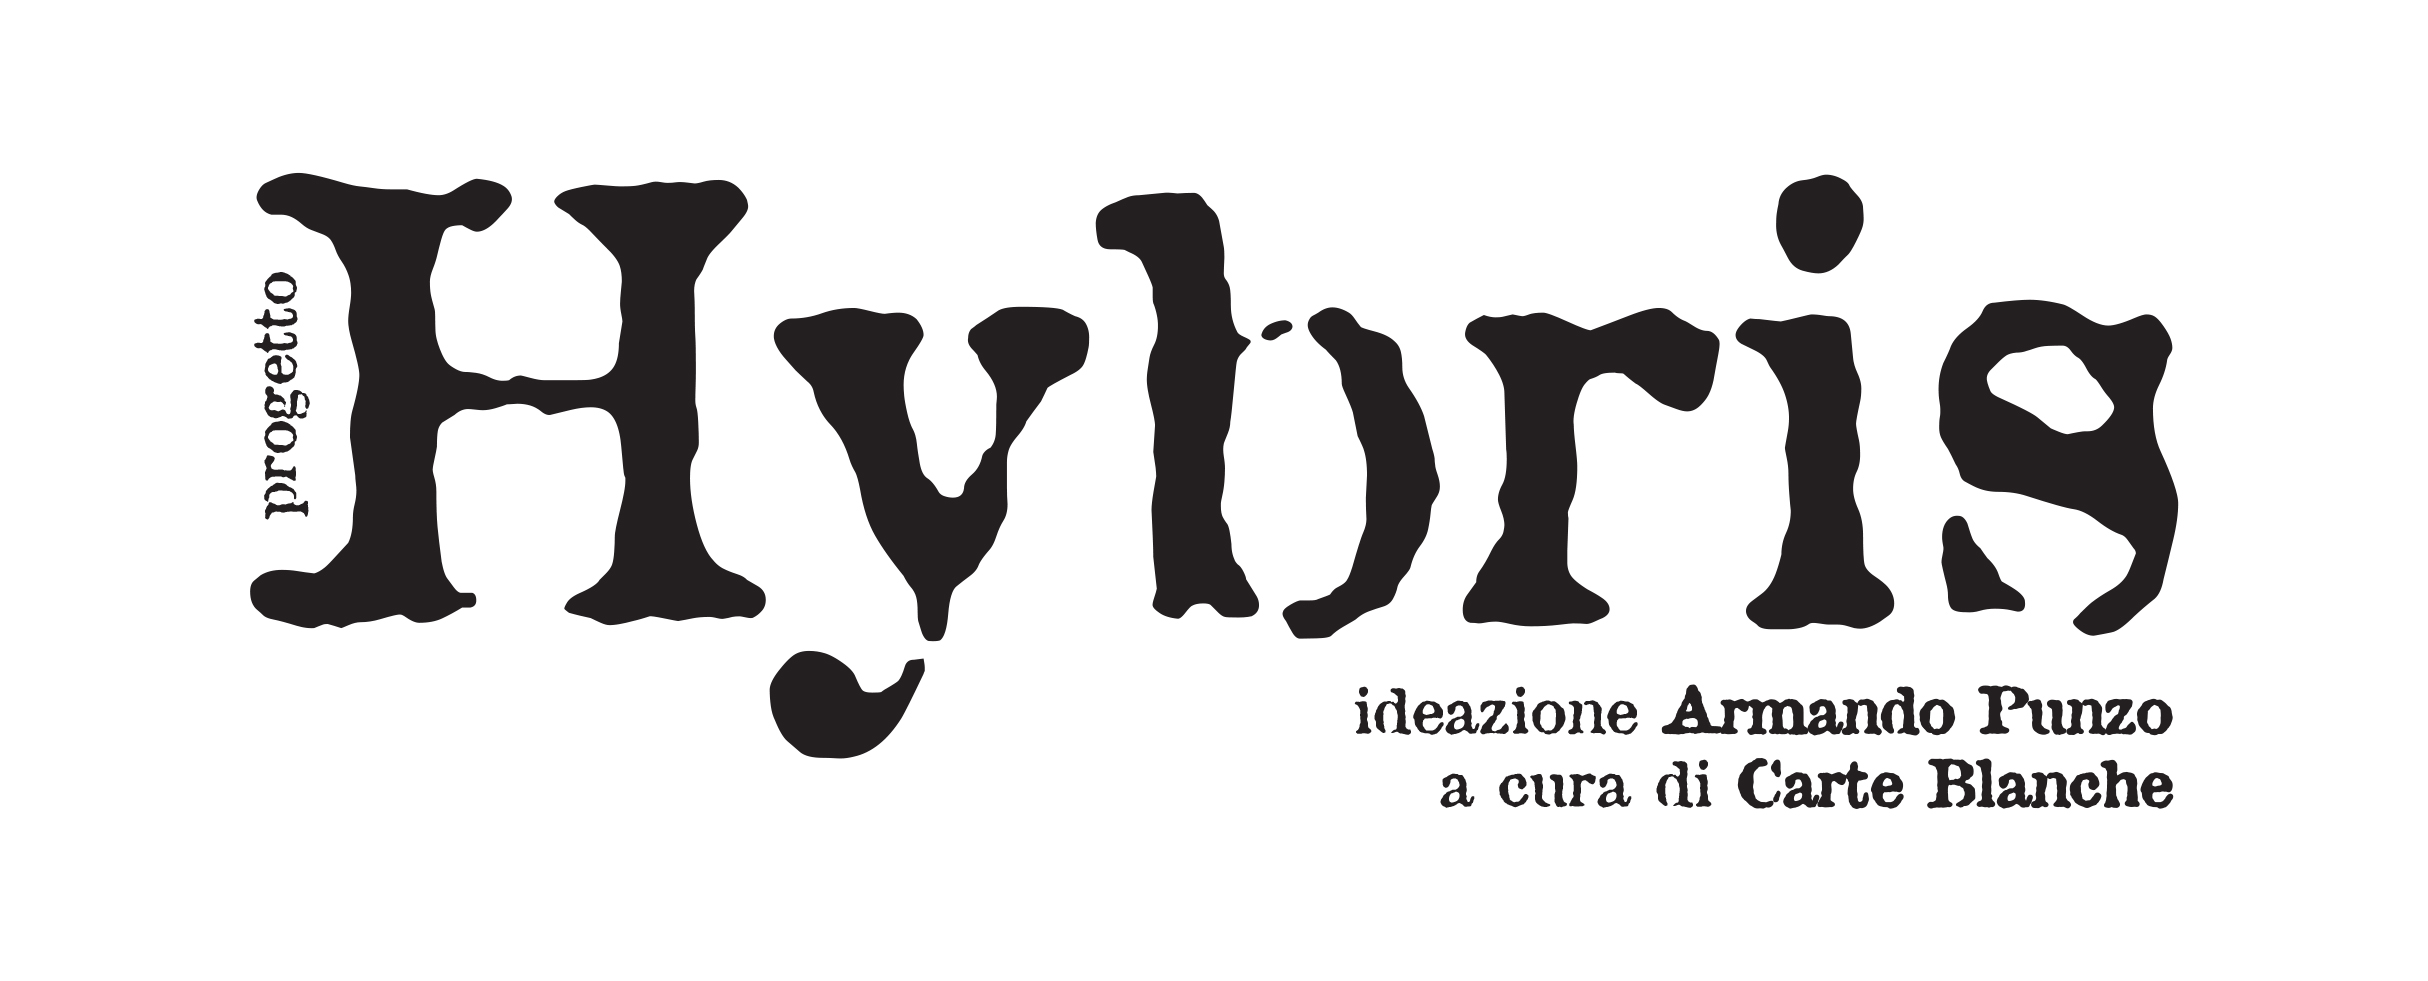 progetto
Hybris
ideazione Armando Punzo
a cura di Carte Blanche